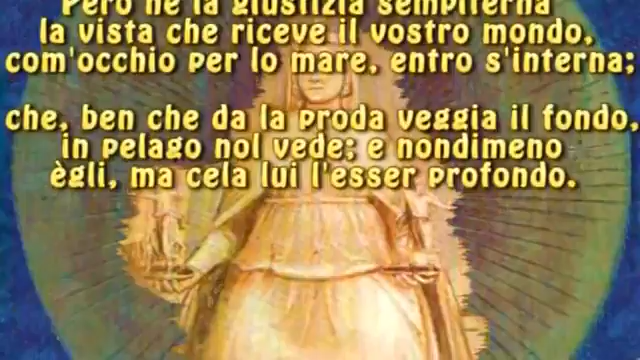 Però ne la giustizia sempiterna
la vista che riceve il vostro mondo,
com'occhio per lo mare, entro s'interna;
che, ben che da la proda veggia il fondo,
in pelago nol vede; e nondimeno
ègli, ma cela lui l'esser profondo.